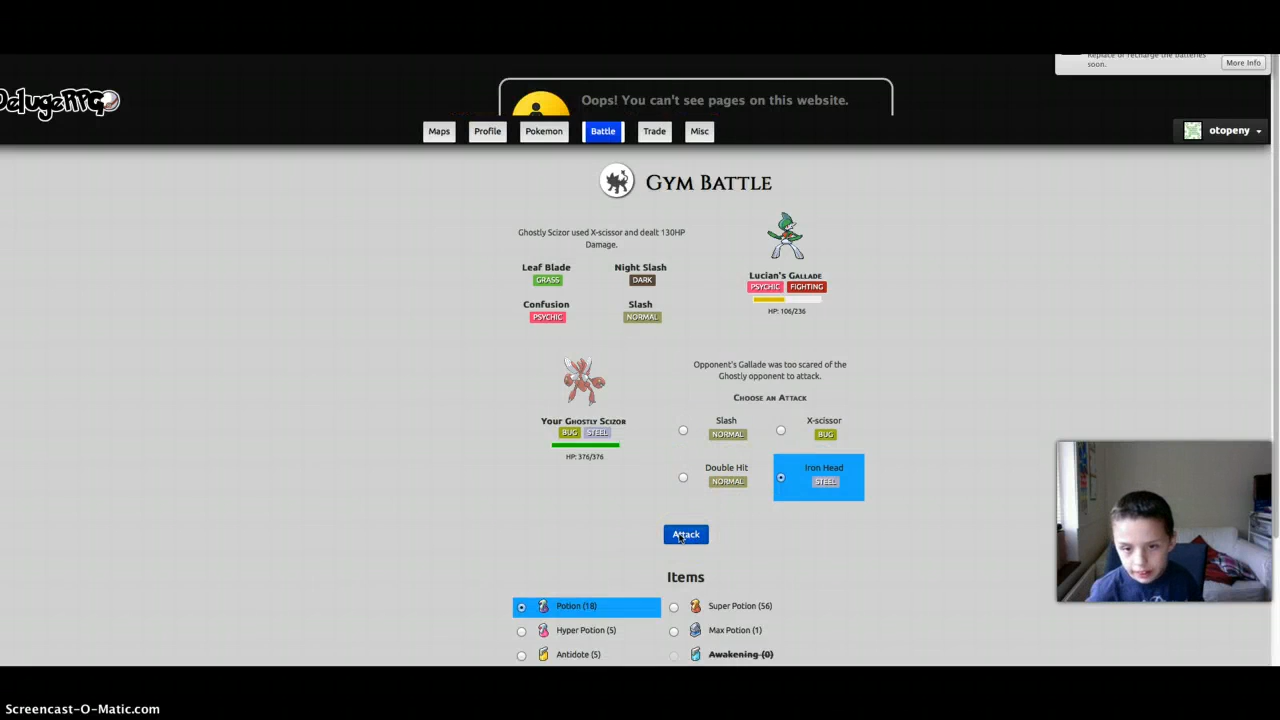 Replace or recharge the batteries
soon.
More Info
DelugeRPG
Oops! You can't see pages on this website.
Maps
Profile
Pokemon
Battle
Trade
Misc
otopeny
Gym Battle
Ghostly Scizor used X-scissor and dealt 130HP
Damage.
Leaf Blade
GRASS
Night Slash
DARK
Confusion
PSYCHIC
Slash
NORMAL
Lucian's Gallade
PSYCHIC FIGHTING
HP: 106/236
Your Ghostly Scizor
BUG STEEL
HP: 376/376
Opponent's Gallade was too scared of the
Ghostly opponent to attack.
Choose an Attack
Slash
NORMAL
X-scissor
BUG
Double Hit
NORMAL
Iron Head
STEEL
Attack
Items
Potion (18)
Super Potion (56)
Hyper Potion (5)
Max Potion (1)
Antidote (5)
Awakening (0)
Screencast-O-Matic.com